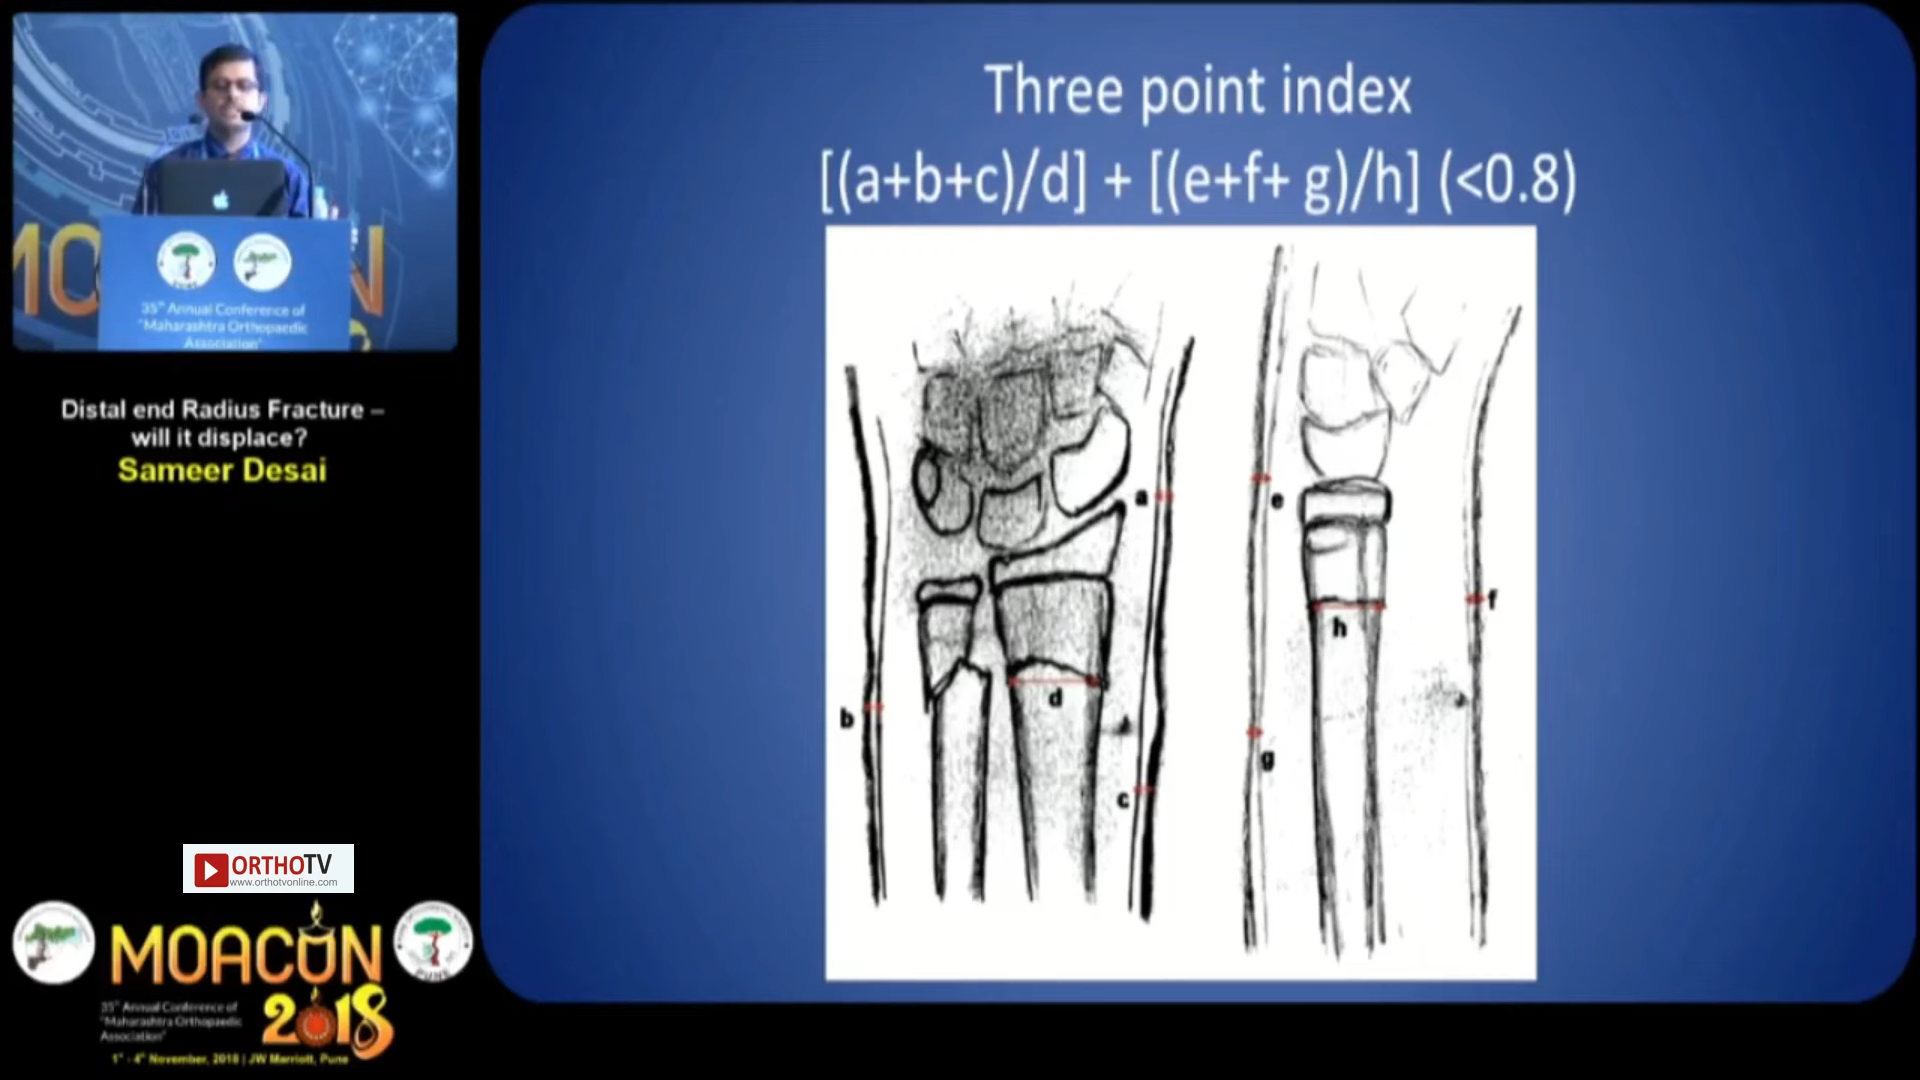 Three point index
[(a+b+c)/d] + [(e+f+ g)/h] (<0.8)
a
b
c
d
e
f
g
h
35th Annual Conference of
"Maharashtra Orthopaedic
Association"
Distal end Radius Fracture –
will it displace?
Sameer Desai
ORTHOTV
www.orthotvonline.com
MOACON
2018
35th Annual Conference of
"Maharashtra Orthopaedic
Association"
1st - 4th November, 2018 | JW Marriott, Pune
PUNE